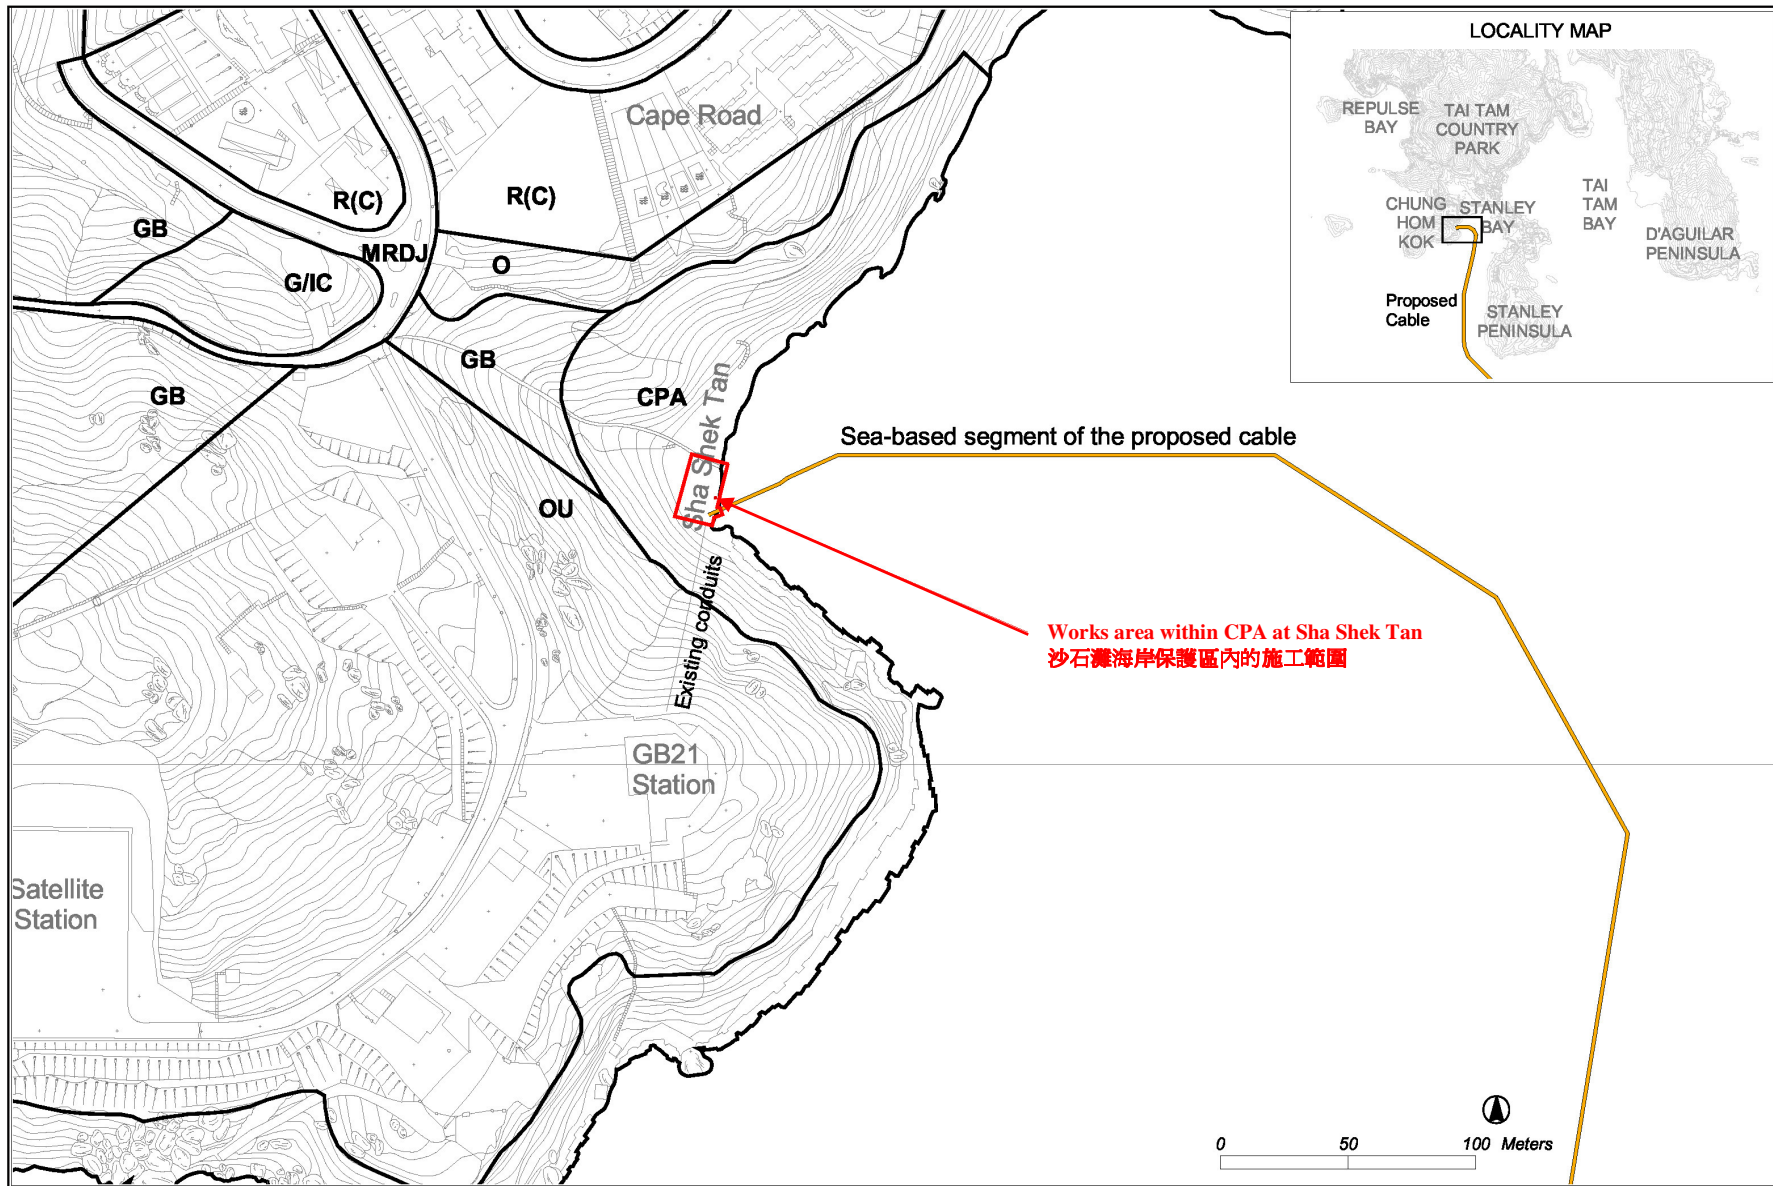 LOCALITY MAP
REPULSE
BAY
TAI TAM
COUNTRY
PARK
TAI
TAM
BAY
CHUNG
HOM
KOK
STANLEY
BAY
D'AGUILAR
PENINSULA
Proposed
Cable
STANLEY
PENINSULA
Cape Road
R(C)
R(C)
GB
MRDJ
O
G/IC
GB
GB
CPA
Sha Shek Tan
Sea-based segment of the proposed cable
OU
Existing conduits
Works area within CPA at Sha Shek Tan
沙石灘海岸保護區內的施工範圍
GB21
Station
Satellite
Station
0 50 100 Meters